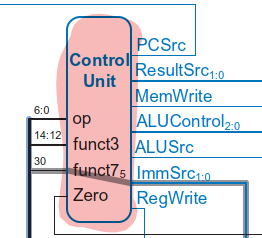 PCSrc
Control
Unit
ResultSrc1:0
MemWrite
6:0
op
ALUControl2:0
14:12
funct3
ALUSrc
30
funct75
ImmSrc1:0
Zero
RegWrite